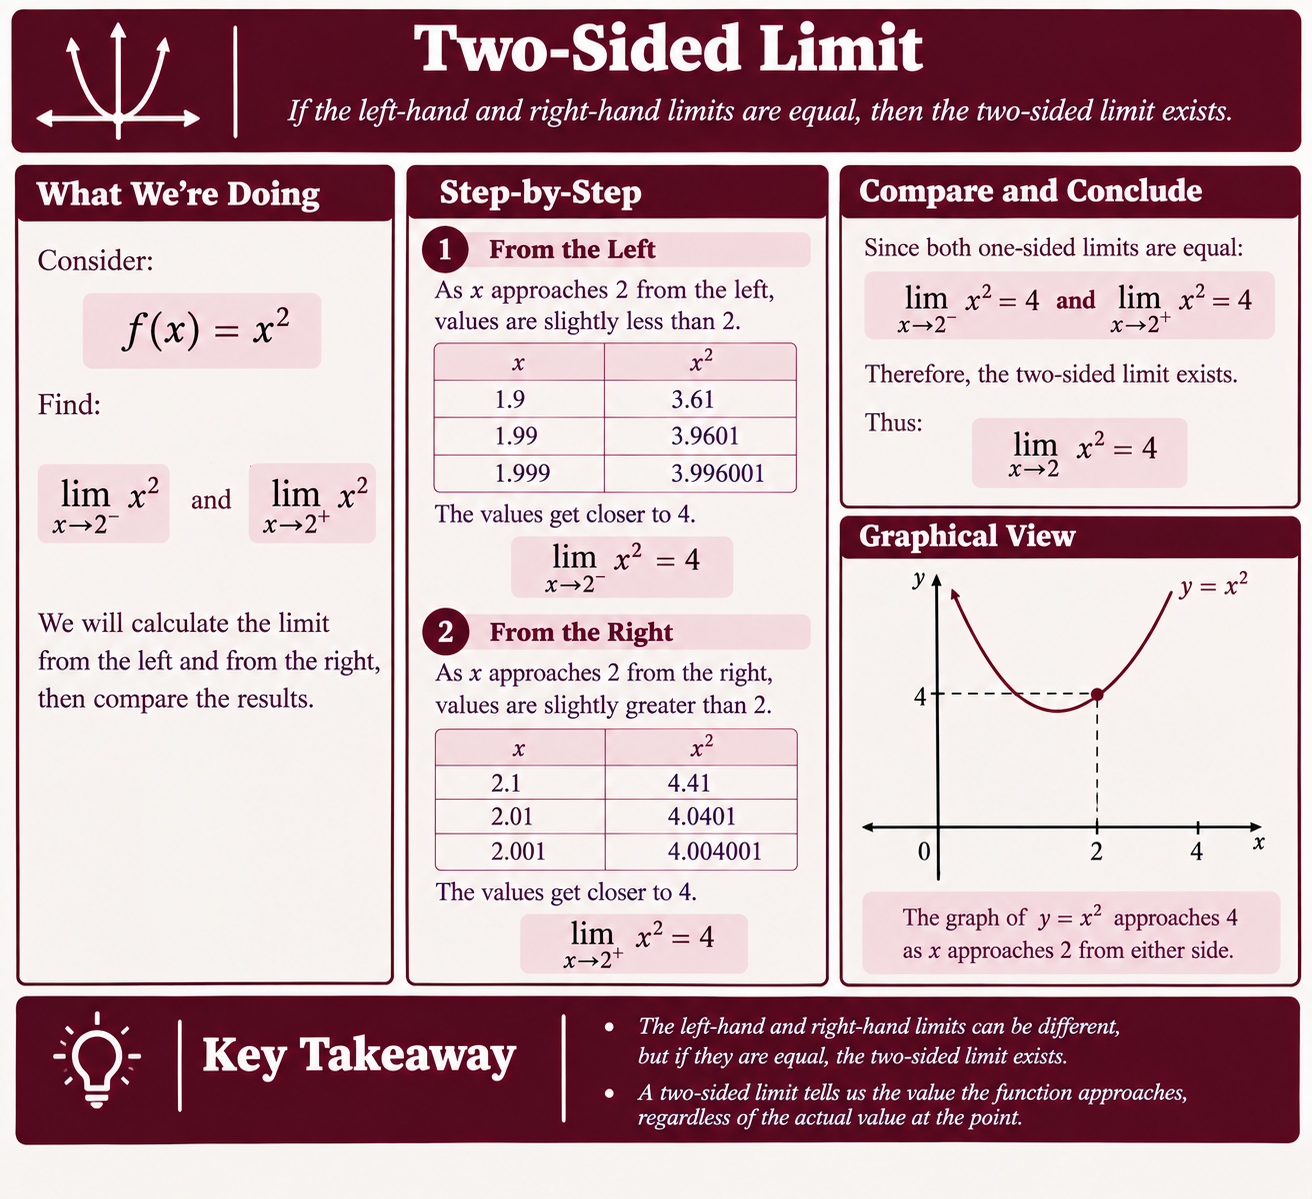 Two-Sided Limit
If the left-hand and right-hand limits are equal, then the two-sided limit exists.
What We’re Doing
Consider:
f(x) = x²
Find:
lim x→2⁻ x² and lim x→2⁺ x²
We will calculate the limit
from the left and from the right,
then compare the results.
Step-by-Step
1 From the Left
As x approaches 2 from the left,
values are slightly less than 2.
x x²
1.9 3.61
1.99 3.9601
1.999 3.996001
The values get closer to 4.
lim x→2⁻ x² = 4
2 From the Right
As x approaches 2 from the right,
values are slightly greater than 2.
x x²
2.1 4.41
2.01 4.0401
2.001 4.004001
The values get closer to 4.
lim x→2⁺ x² = 4
Compare and Conclude
Since both one-sided limits are equal:
lim x→2⁻ x² = 4 and lim x→2⁺ x² = 4
Therefore, the two-sided limit exists.
Thus:
lim x→2 x² = 4
Graphical View
y
y = x²
4
0 2 4 x
The graph of y = x² approaches 4
as x approaches 2 from either side.
Key Takeaway
• The left-hand and right-hand limits can be different,
but if they are equal, the two-sided limit exists.
• A two-sided limit tells us the value the function approaches,
regardless of the actual value at the point.